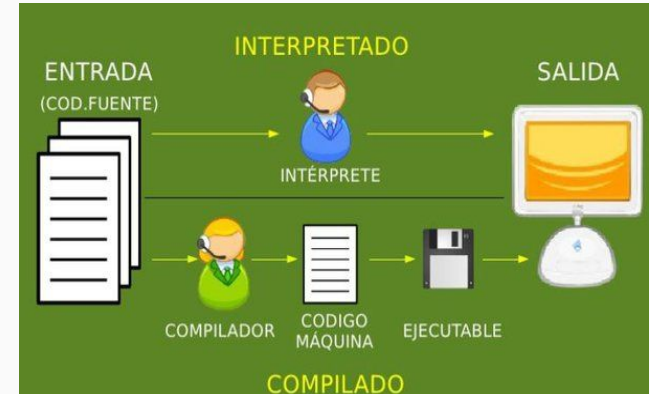 INTERPRETADO
ENTRADA
(COD.FUENTE)
SALIDA
INTÉRPRETE
COMPILADOR
CODIGO
MÁQUINA
EJECUTABLE
COMPILADO